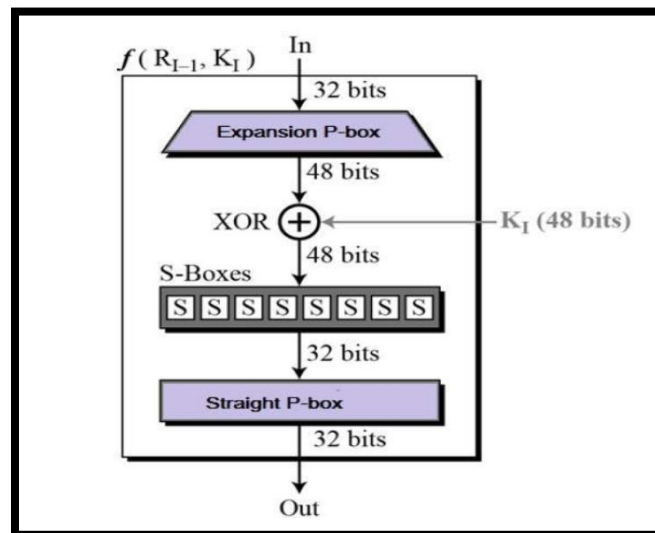 In
f ( R_I–1, K_I )
32 bits
Expansion P-box
48 bits
XOR +
K_I (48 bits)
48 bits
S-Boxes
S S S S S S S S
32 bits
Straight P-box
32 bits
Out